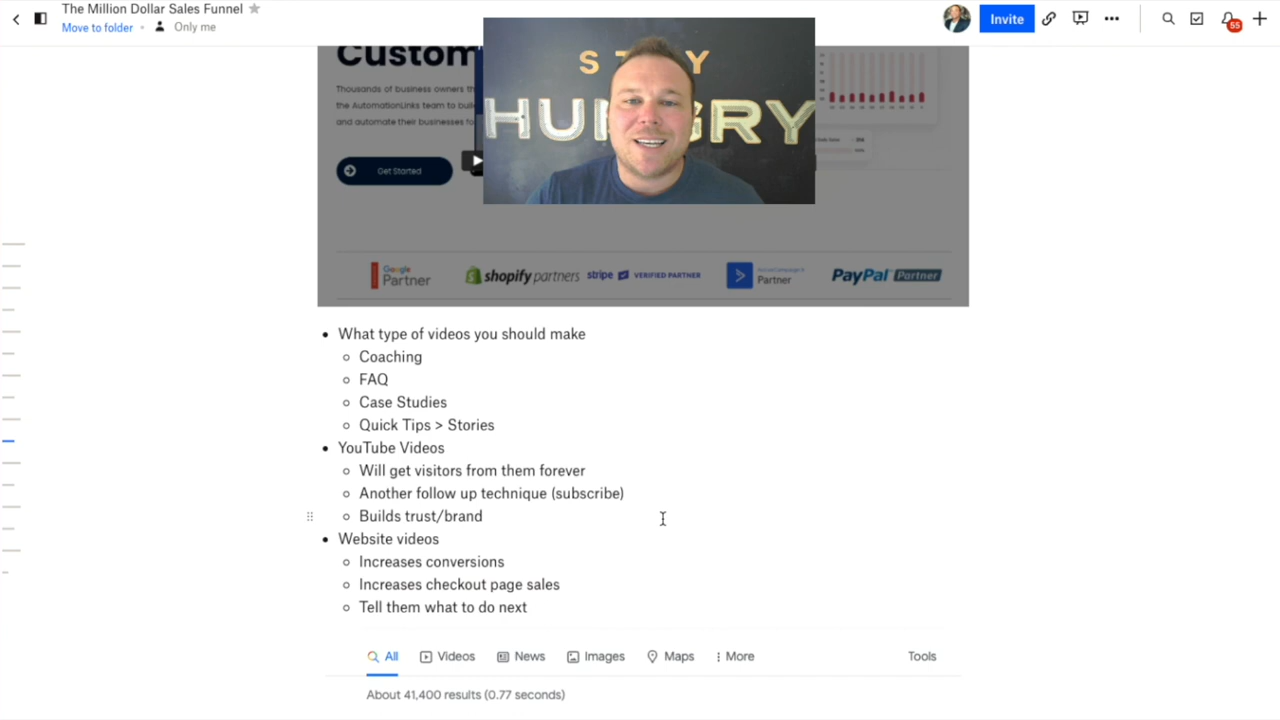 The Million Dollar Sales Funnel
Move to folder • Only me
Invite
55
Custom
S T Y
HUNGRY
Thousands of business owners th
the AutomationLinks team to buil
and automate their businesses fo
Get Started
Google Partner
shopify partners
stripe VERIFIED PARTNER
Partner
PayPal Partner
• What type of videos you should make
Coaching
FAQ
Case Studies
Quick Tips > Stories
• YouTube Videos
Will get visitors from them forever
Another follow up technique (subscribe)
Builds trust/brand
• Website videos
Increases conversions
Increases checkout page sales
Tell them what to do next
All Videos News Images Maps More Tools
About 41,400 results (0.77 seconds)